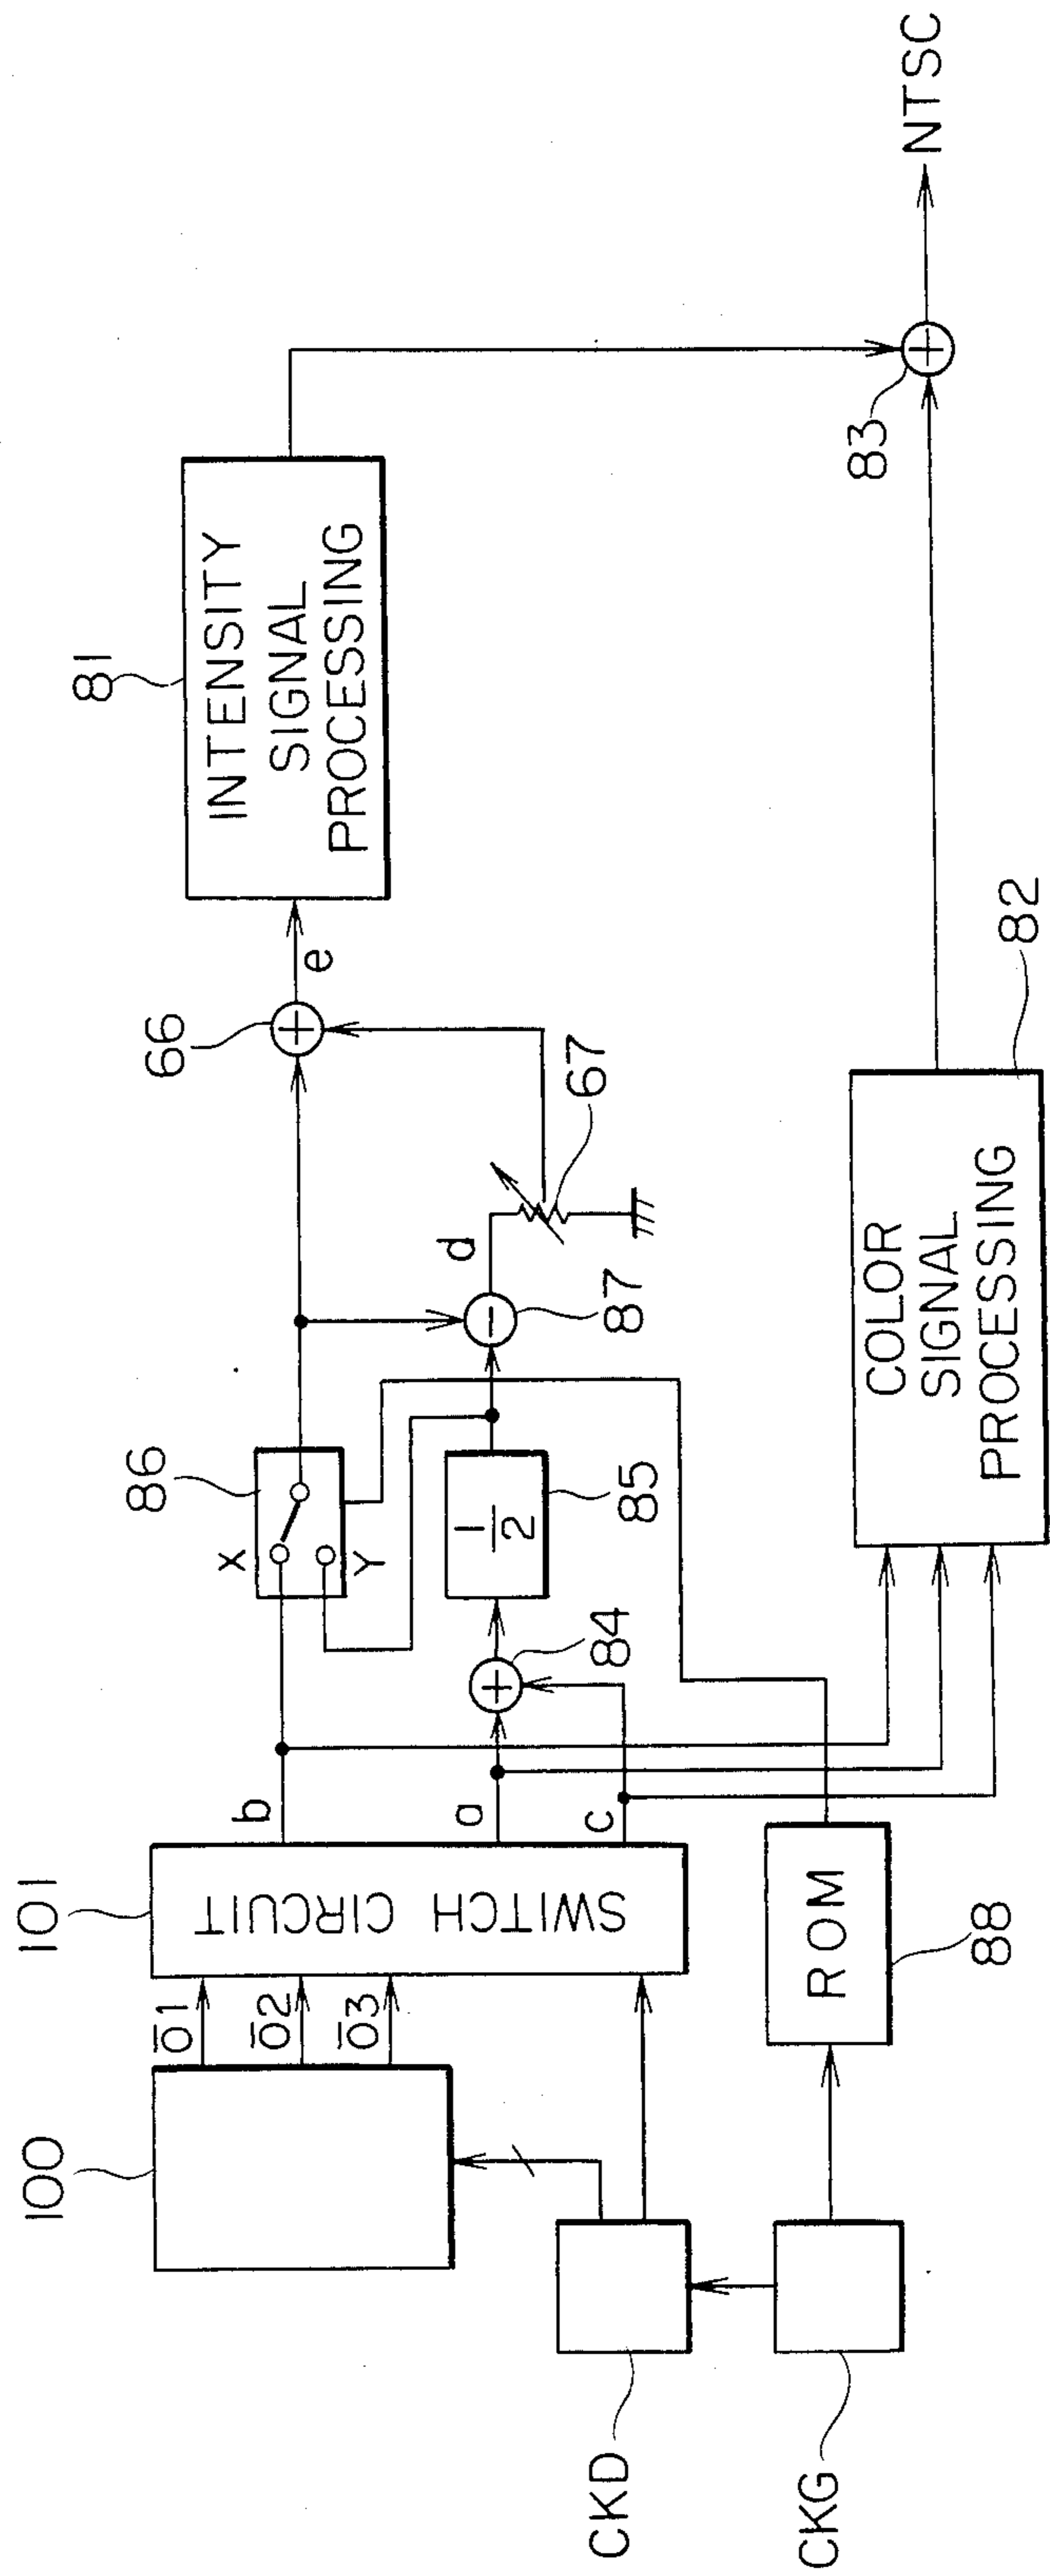 100
Ō1
Ō2
Ō3
101
SWITCH CIRCUIT
b
a
c
86
X
Y
84
1/2
85
87
d
67
66
e
81
INTENSITY
SIGNAL
PROCESSING
83
NTSC
COLOR
SIGNAL
PROCESSING
82
ROM
88
CKD
CKG